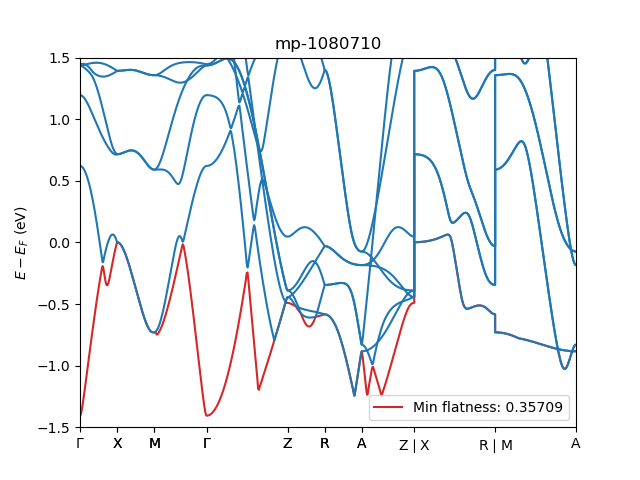 mp-1080710
E − E_F (eV)
1.5
1.0
0.5
0.0
−0.5
−1.0
−1.5
Min flatness: 0.35709
Γ X M Γ Z R A Z | X R | M A